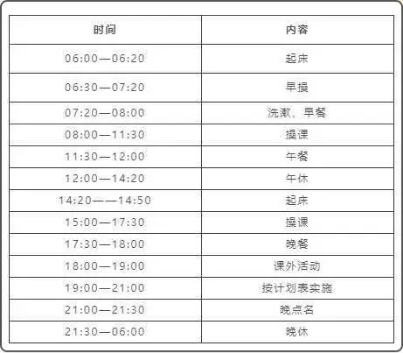 时间 内容
06:00—06:20 起床
06:30—07:20 早操
07:20—08:00 洗漱、早餐
08:00—11:30 操课
11:30—12:00 午餐
12:00—14:20 午休
14:20——14:50 起床
15:00—17:30 操课
17:30—18:00 晚餐
18:00—19:00 课外活动
19:00—21:00 按计划表实施
21:00—21:30 晚点名
21:30—06:00 晚休